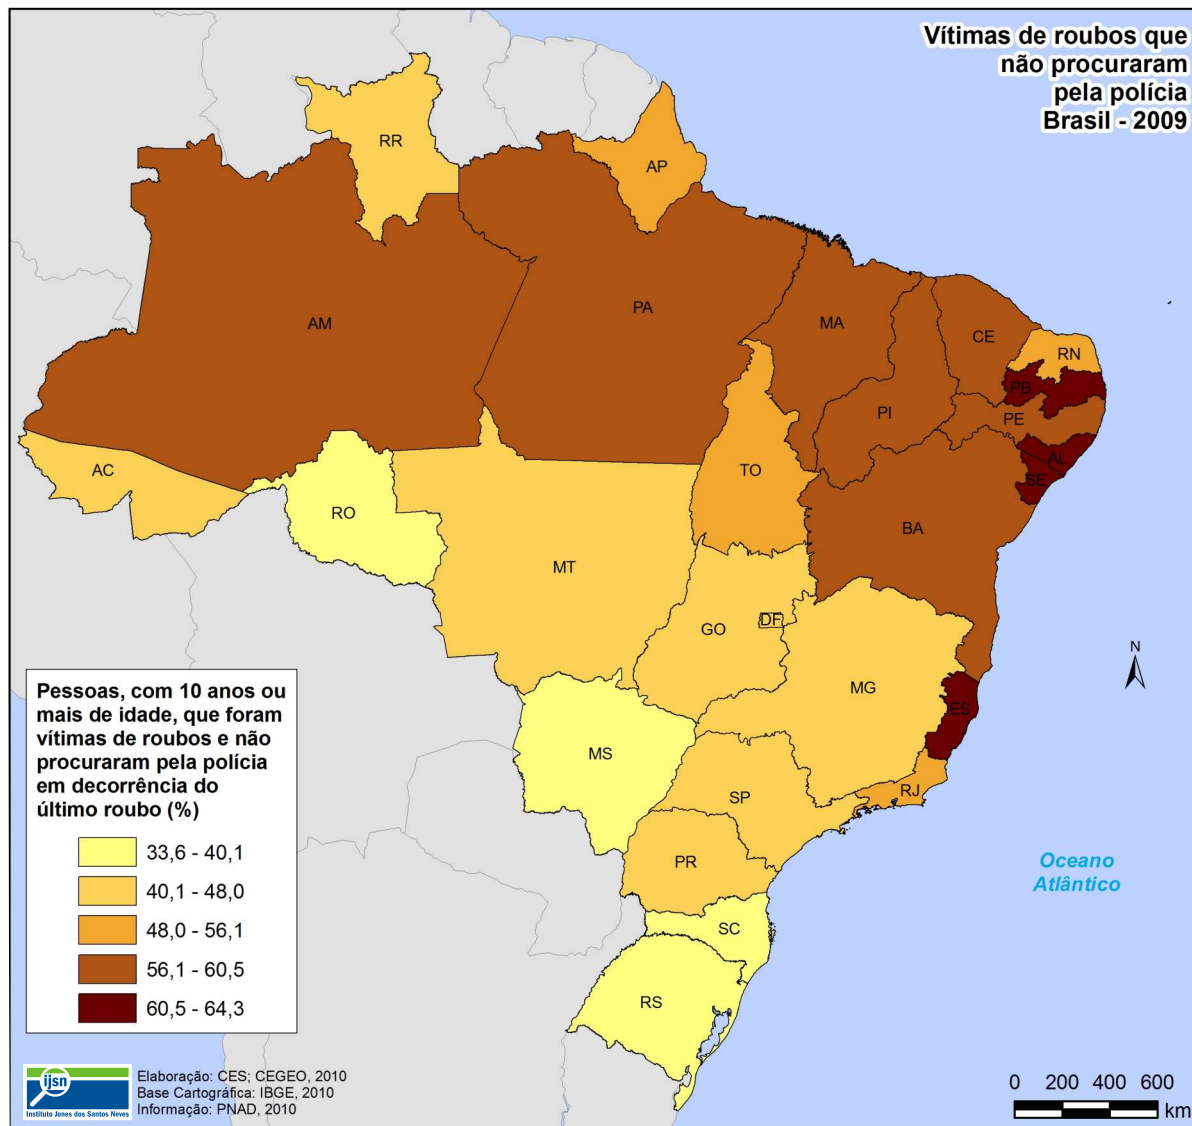 Vítimas de roubos que
não procuraram
pela polícia
Brasil - 2009
RR
AP
AM
PA
MA
CE
RN
PB
PI
PE
AC
TO
AL
SE
RO
BA
MT
GO
DF
MG
ES
MS
SP
RJ
PR
SC
RS
N
Oceano
Atlântico
Pessoas, com 10 anos ou
mais de idade, que foram
vítimas de roubos e não
procuraram pela polícia
em decorrência do
último roubo (%)
33,6 - 40,1
40,1 - 48,0
48,0 - 56,1
56,1 - 60,5
60,5 - 64,3
ijsn
Instituto Jones dos Santos Neves
Elaboração: CES; CEGEO, 2010
Base Cartográfica: IBGE, 2010
Informação: PNAD, 2010
0 200 400 600
km